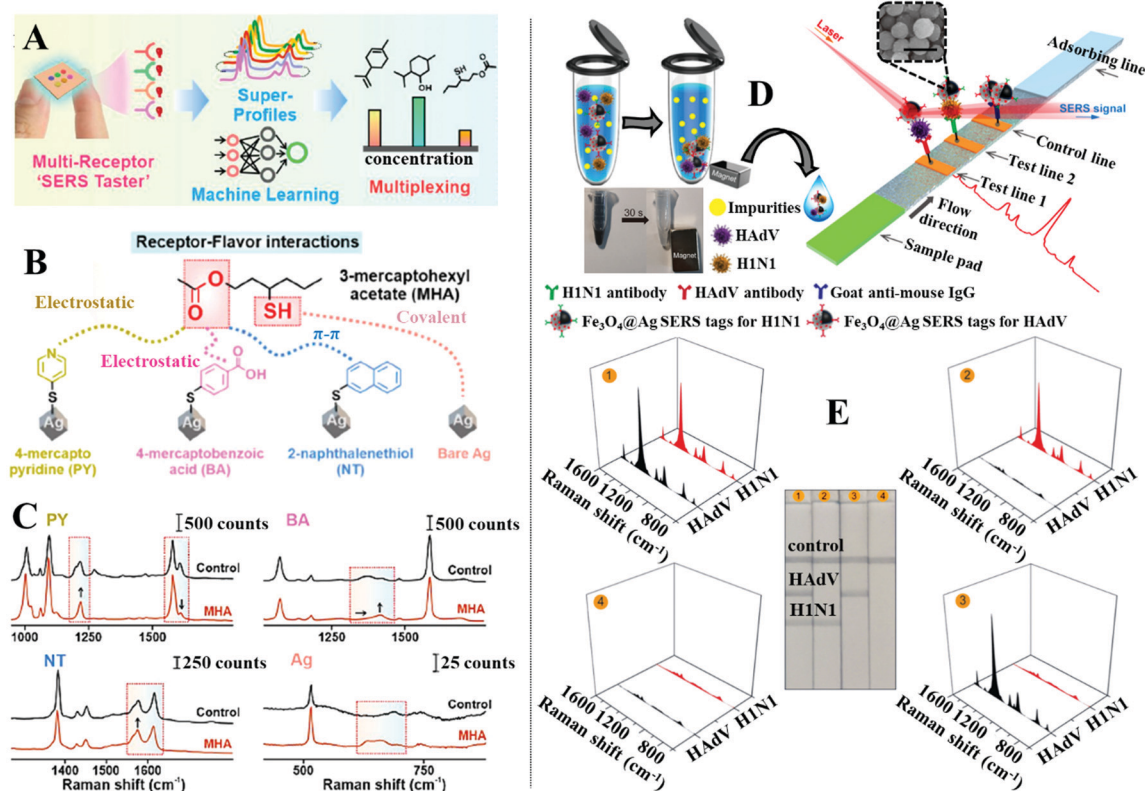 A
Multi-Receptor
'SERS Taster'
Super-
Profiles
Machine Learning
OH
SH
O
O
concentration
Multiplexing
B
Receptor-Flavor interactions
3-mercaptohexyl
acetate (MHA)
Electrostatic
O
O
SH
Covalent
Electrostatic
π-π
N
O
OH
S
S
S
Ag
Ag
Ag
Ag
4-mercapto
pyridine (PY)
4-mercaptobenzoic
acid (BA)
2-naphthalenethiol
(NT)
Bare Ag
C
PY
500 counts
Control
MHA
1000
1250
1500
BA
500 counts
Control
MHA
1250
1500
NT
250 counts
Control
MHA
1400
1500
1600
Raman shift (cm-1)
Ag
25 counts
Control
MHA
500
750
Raman shift (cm-1)
D
Magnet
30 s
Magnet
Impurities
HAdV
H1N1
Laser
Adsorbing line
SERS signal
Control line
Test line 2
Test line 1
Flow
direction
Sample pad
H1N1 antibody
HAdV antibody
Goat anti-mouse IgG
Fe3O4@Ag SERS tags for H1N1
Fe3O4@Ag SERS tags for HAdV
E
1
1600
1200
800
Raman shift (cm-1)
HAdV
H1N1
2
1600
1200
800
Raman shift (cm-1)
HAdV
H1N1
1
2
3
4
control
HAdV
H1N1
4
1600
1200
800
Raman shift (cm-1)
HAdV
H1N1
3
1600
1200
800
Raman shift (cm-1)
HAdV
H1N1